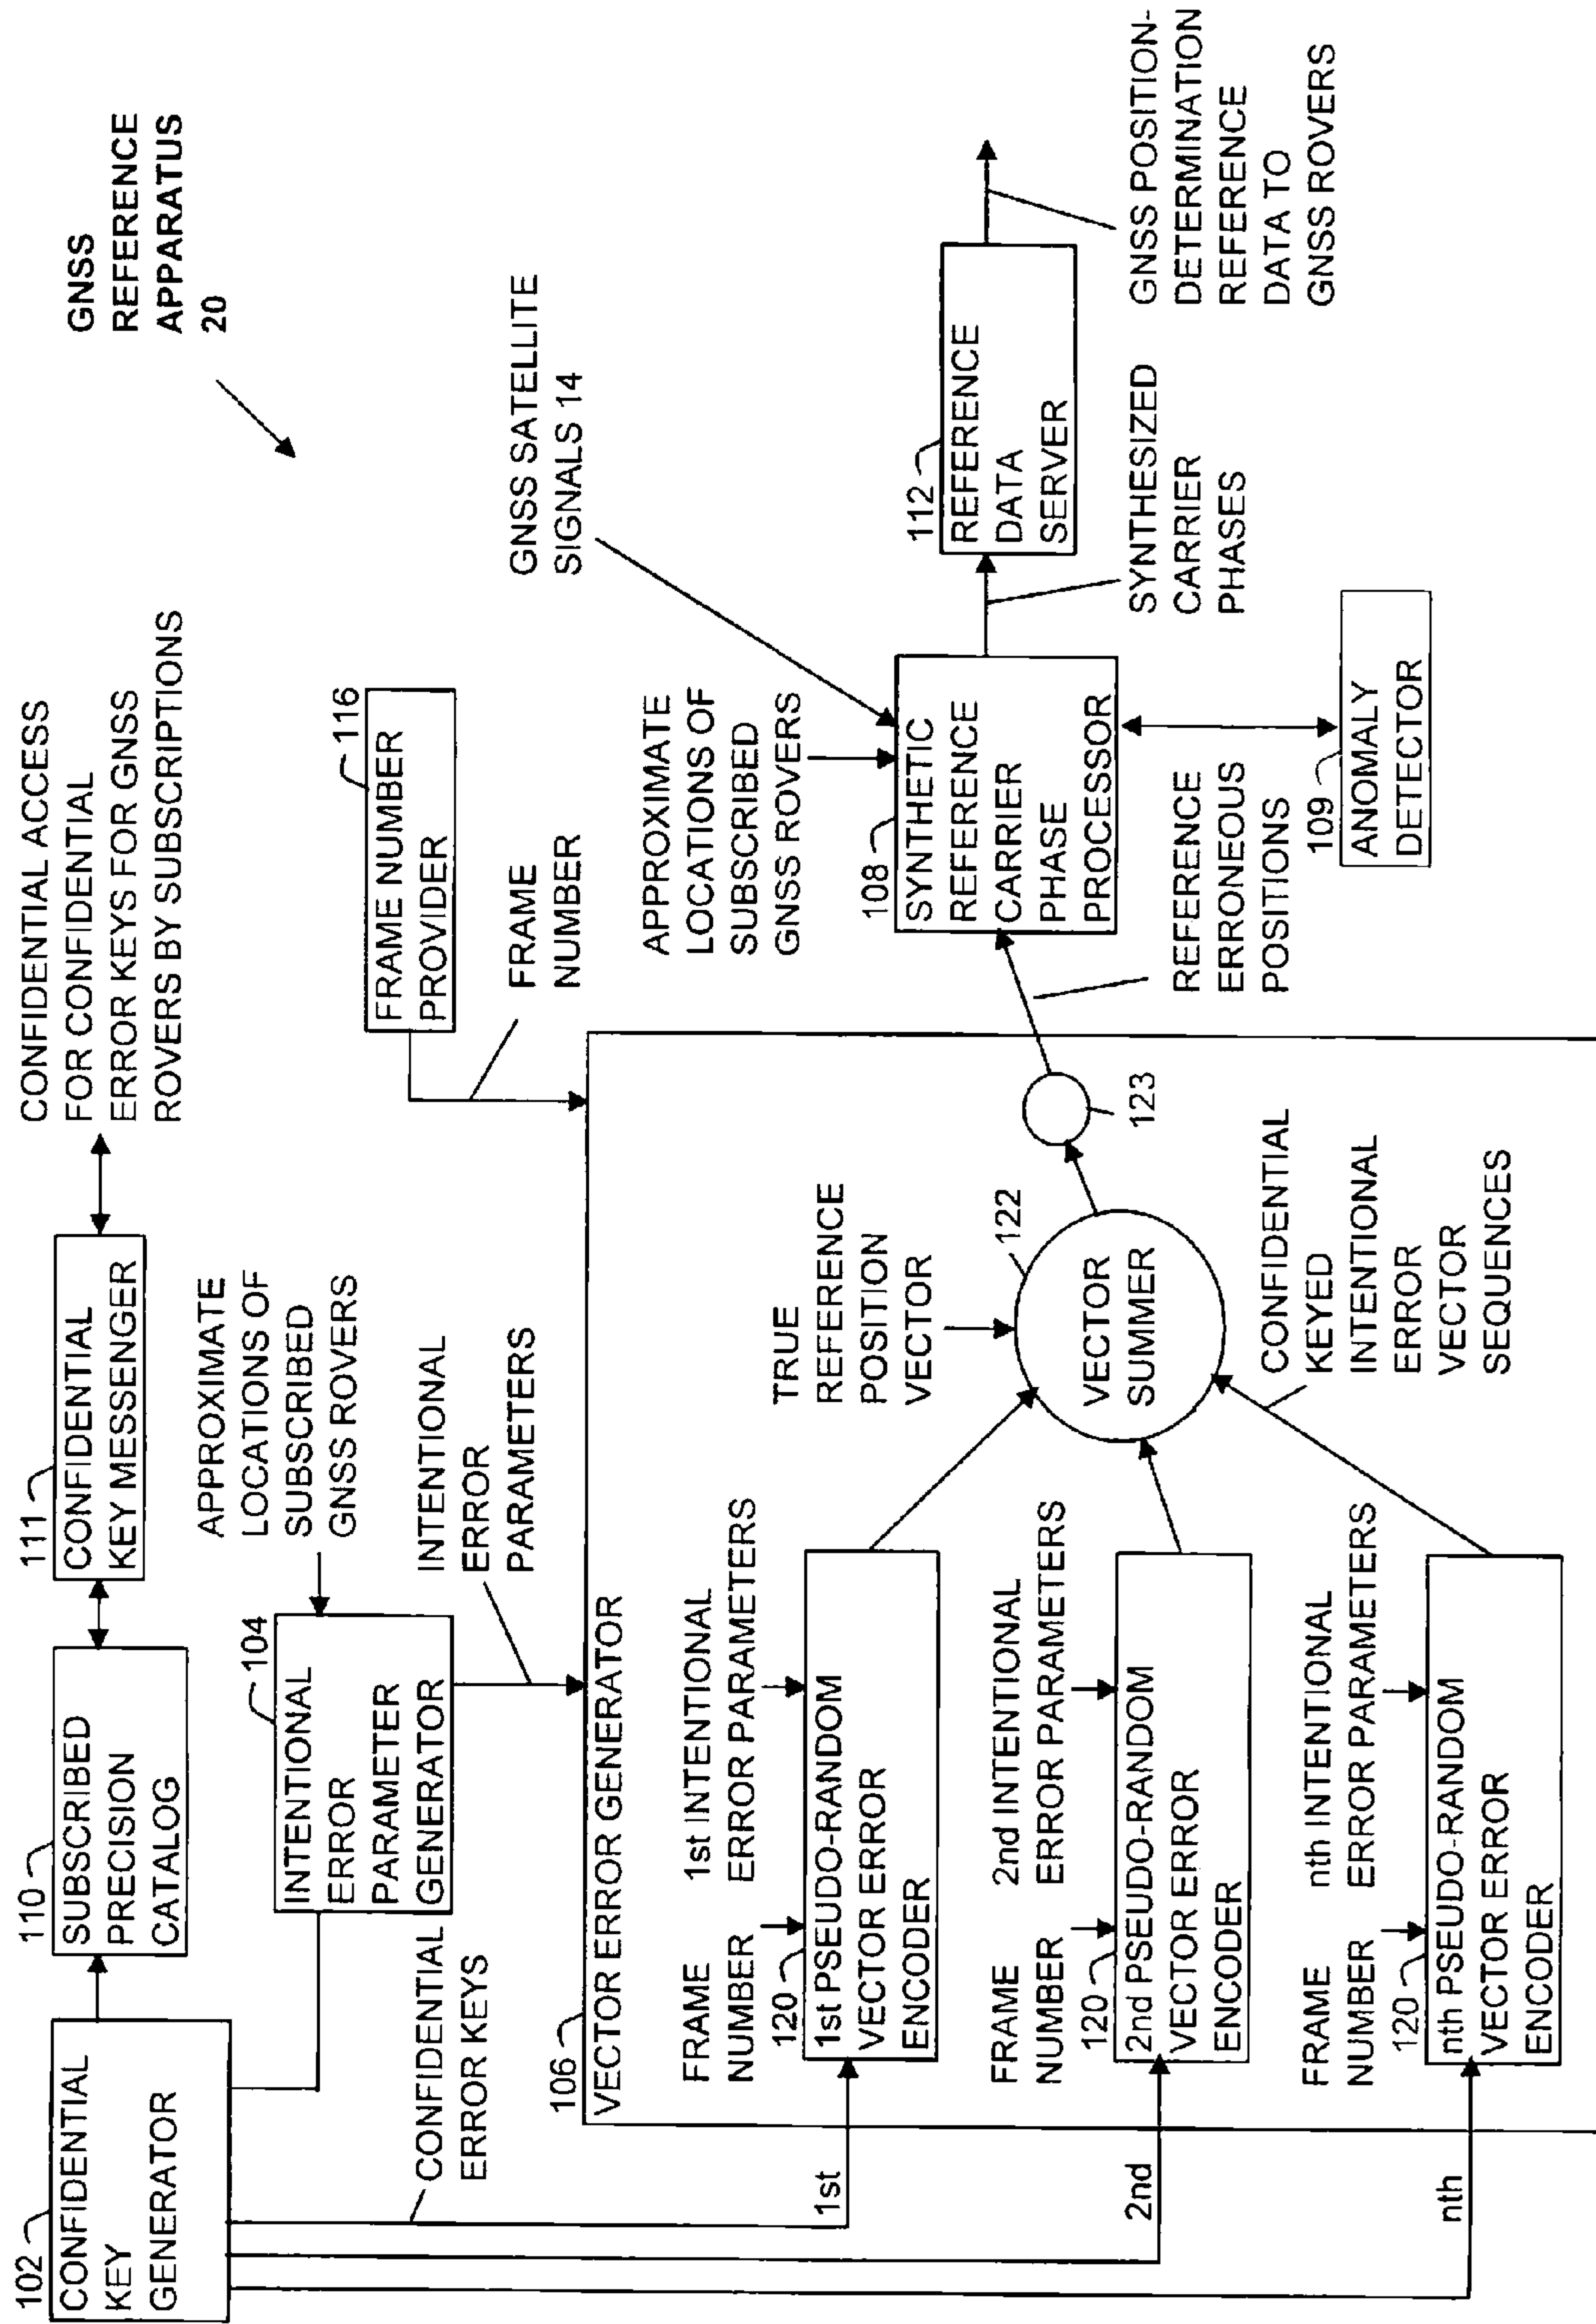 GNSS
REFERENCE
APPARATUS
20
102
CONFIDENTIAL
KEY
GENERATOR
110
SUBSCRIBED
PRECISION
CATALOG
111
CONFIDENTIAL
KEY MESSENGER
CONFIDENTIAL ACCESS
FOR CONFIDENTIAL
ERROR KEYS FOR GNSS
ROVERS BY SUBSCRIPTIONS
104
INTENTIONAL
ERROR
PARAMETER
GENERATOR
APPROXIMATE
LOCATIONS OF
SUBSCRIBED
GNSS ROVERS
116
FRAME NUMBER
PROVIDER
CONFIDENTIAL
ERROR KEYS
INTENTIONAL
ERROR
PARAMETERS
FRAME
NUMBER
GNSS SATELLITE
SIGNALS 14
106
VECTOR ERROR GENERATOR
FRAME
NUMBER
1st INTENTIONAL
ERROR PARAMETERS
120
1st PSEUDO-RANDOM
VECTOR ERROR
ENCODER
1st
TRUE
REFERENCE
POSITION
VECTOR
122
VECTOR
SUMMER
123
APPROXIMATE
LOCATIONS OF
SUBSCRIBED
GNSS ROVERS
108
SYNTHETIC
REFERENCE
CARRIER
PHASE
PROCESSOR
112
REFERENCE
DATA
SERVER
GNSS POSITION-
DETERMINATION
REFERENCE
DATA TO
GNSS ROVERS
SYNTHESIZED
CARRIER
PHASES
REFERENCE
ERRONEOUS
POSITIONS
109
ANOMALY
DETECTOR
FRAME
NUMBER
2nd INTENTIONAL
ERROR PARAMETERS
120
2nd PSEUDO-RANDOM
VECTOR ERROR
ENCODER
2nd
CONFIDENTIAL
KEYED
INTENTIONAL
ERROR
VECTOR
SEQUENCES
FRAME
NUMBER
nth INTENTIONAL
ERROR PARAMETERS
120
nth PSEUDO-RANDOM
VECTOR ERROR
ENCODER
nth